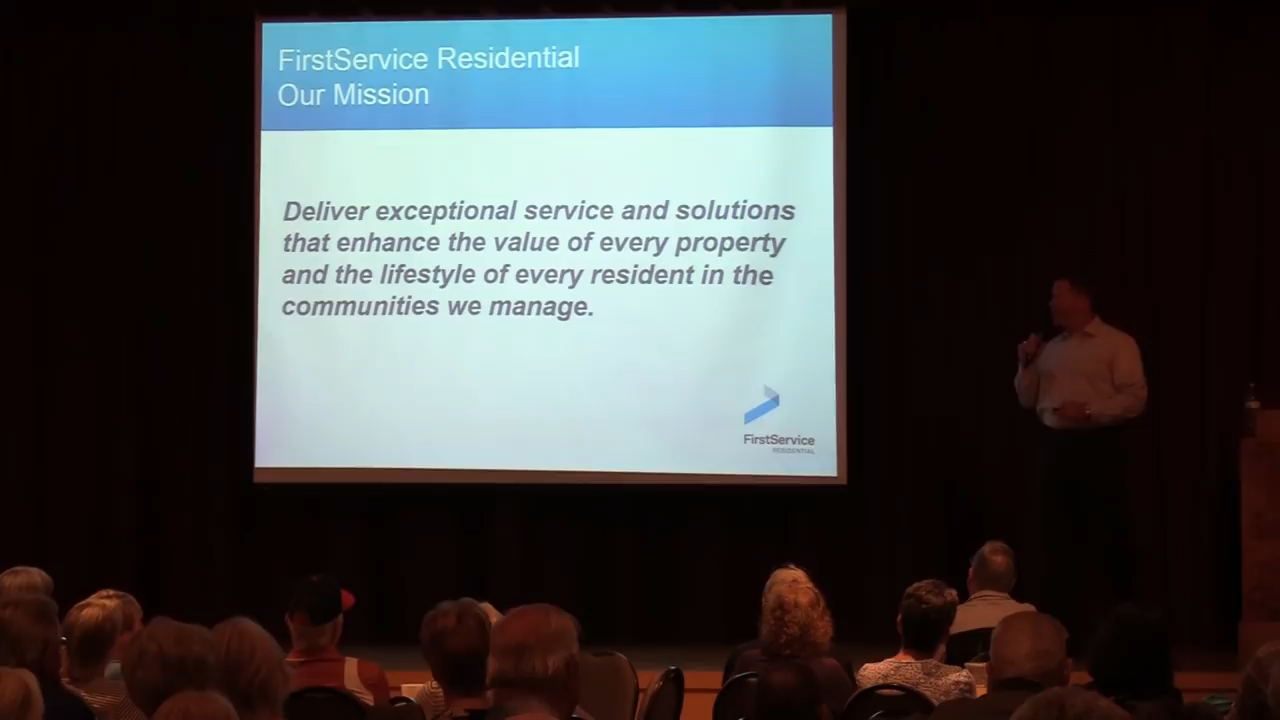 FirstService Residential
Our Mission
Deliver exceptional service and solutions
that enhance the value of every property
and the lifestyle of every resident in the
communities we manage.
FirstService
RESIDENTIAL